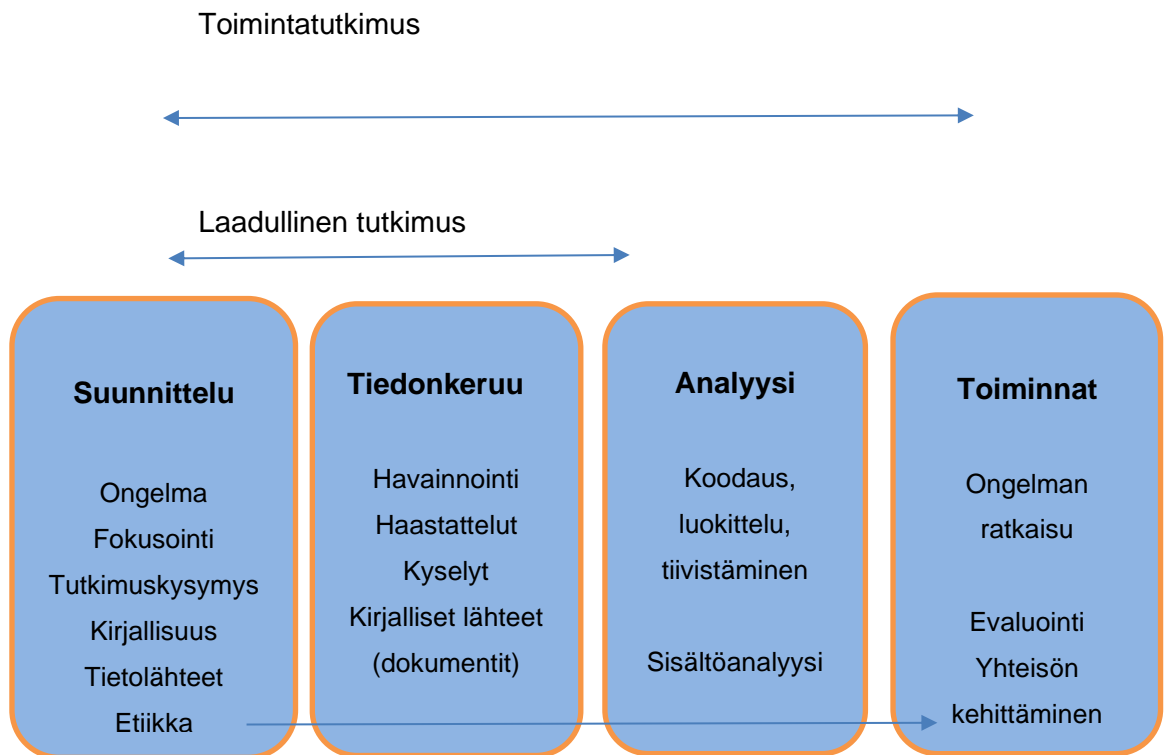 Toimintatutkimus
Laadullinen tutkimus
Suunnittelu
Ongelma
Fokusointi
Tutkimuskysymys
Kirjallisuus
Tietolähteet
Etiikka
Tiedonkeruu
Havainnointi
Haastattelut
Kyselyt
Kirjalliset lähteet
(dokumentit)
Analyysi
Koodaus,
luokittelu,
tiivistäminen
Sisältöanalyysi
Toiminnat
Ongelman
ratkaisu
Evaluointi
Yhteisön
kehittäminen